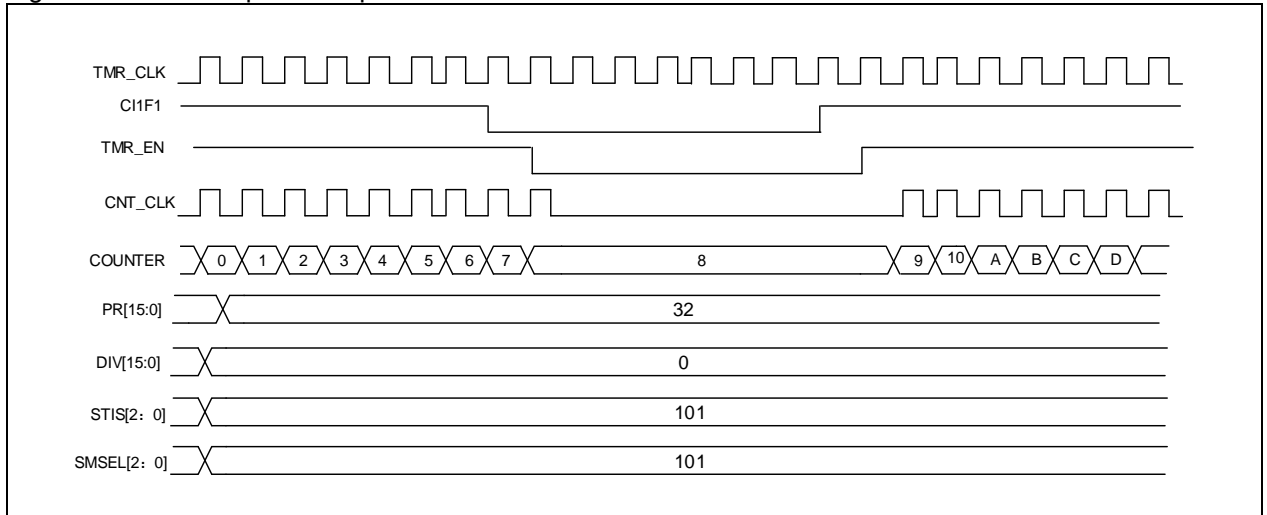 TMR_CLK
CI1F1
TMR_EN
CNT_CLK
COUNTER 0 1 2 3 4 5 6 7 8 9 10 A B C D
PR[15:0] 32
DIV[15:0] 0
STIS[2：0] 101
SMSEL[2：0] 101